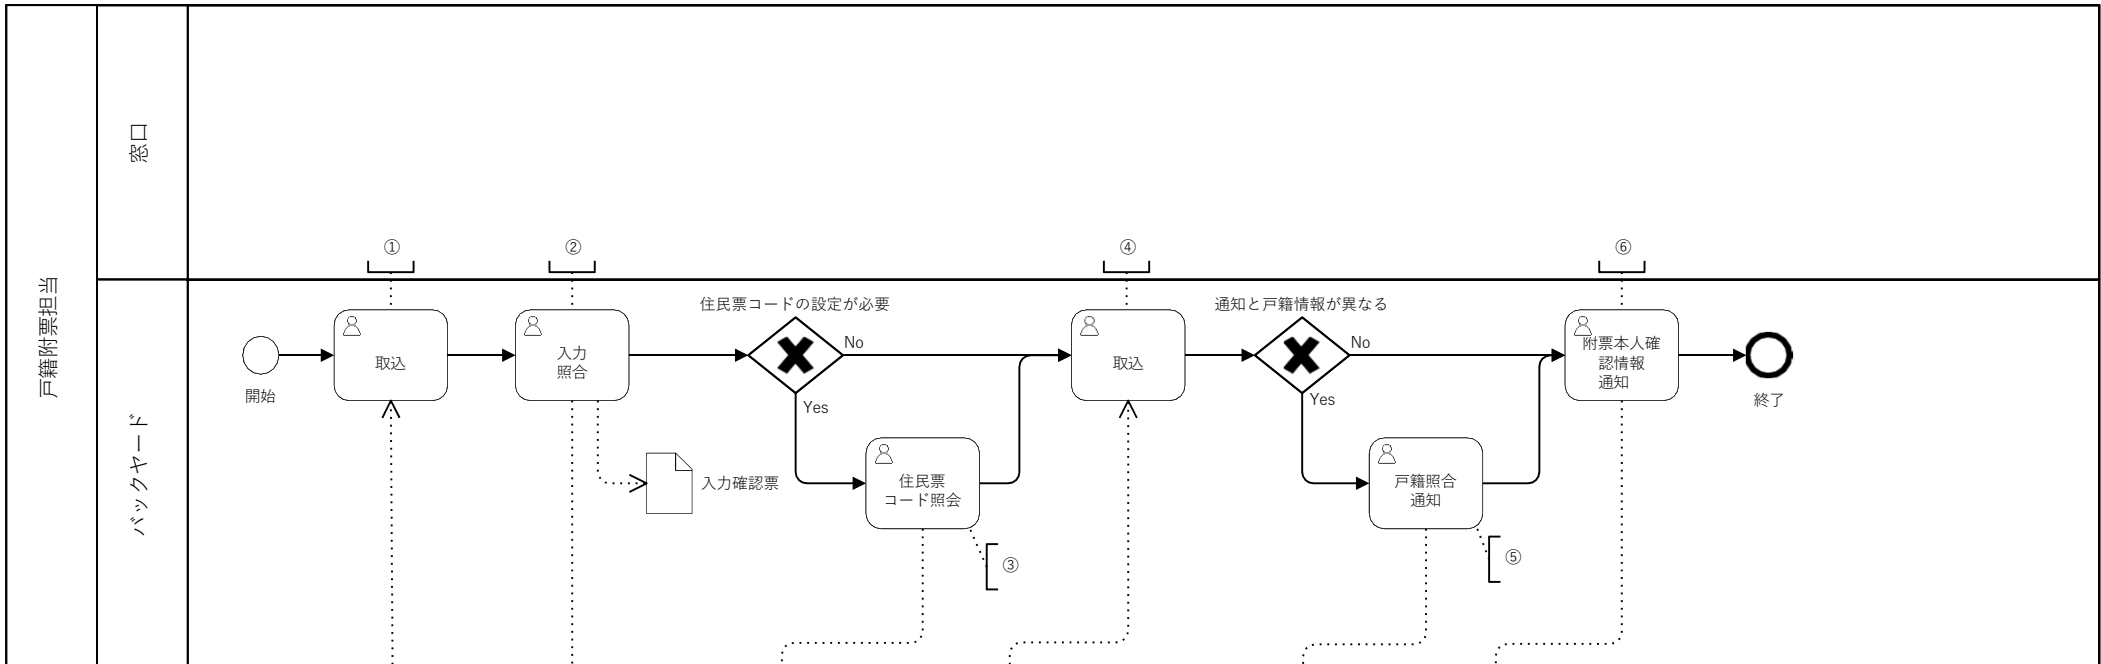 戸籍附票担当
窓口
バックヤード
①
②
④
⑥
住民票コードの設定が必要
通知と戸籍情報が異なる
開始
取込
入力
照合
No
Yes
取込
No
Yes
附票本人確
認情報
通知
終了
入力確認票
住民票
コード照会
③
戸籍照合
通知
⑤